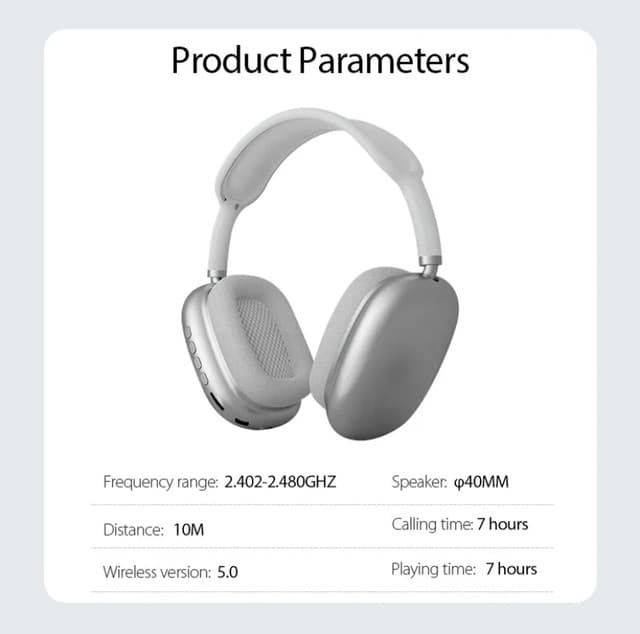 Product Parameters
Frequency range: 2.402-2.480GHZ
Speaker: φ40MM
Distance: 10M
Calling time: 7 hours
Wireless version: 5.0
Playing time: 7 hours